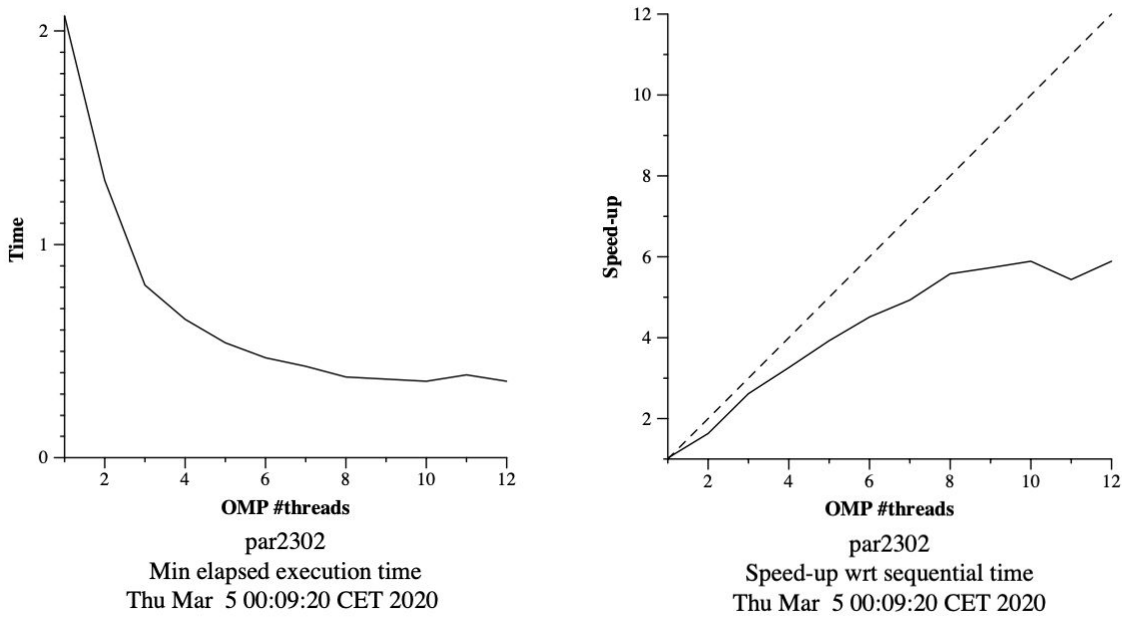 2
1
0
Time
2 4 6 8 10 12
OMP #threads
par2302
Min elapsed execution time
Thu Mar 5 00:09:20 CET 2020
12
10
8
6
4
2
Speed-up
2 4 6 8 10 12
OMP #threads
par2302
Speed-up wrt sequential time
Thu Mar 5 00:09:20 CET 2020